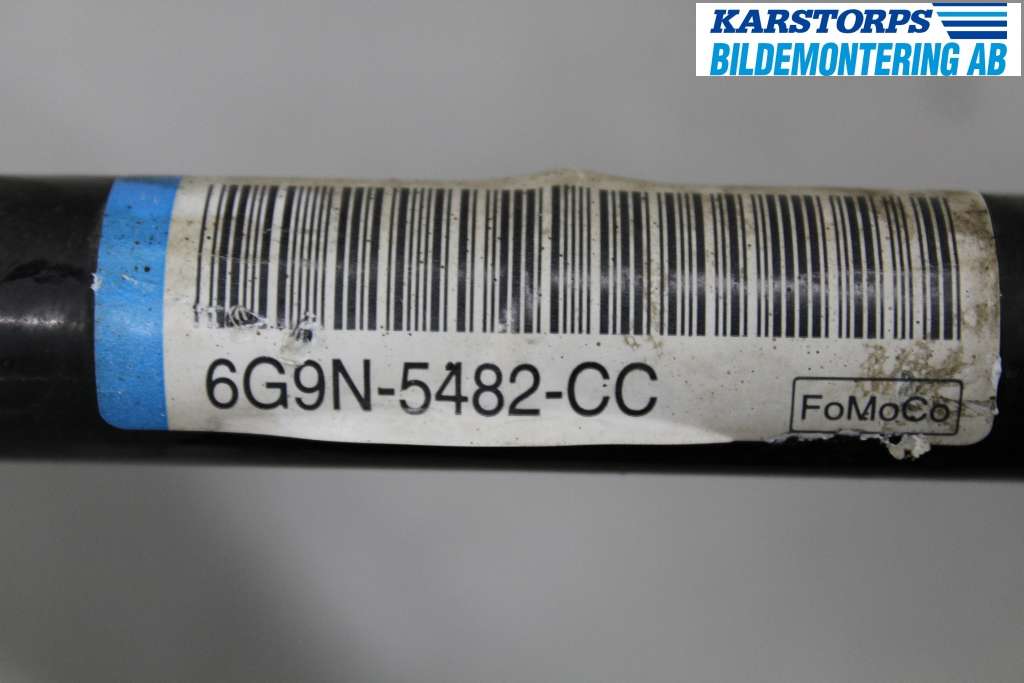 KARSTORPS
BILDEMONTERING AB
6G9N-5482-CC
FoMoCo